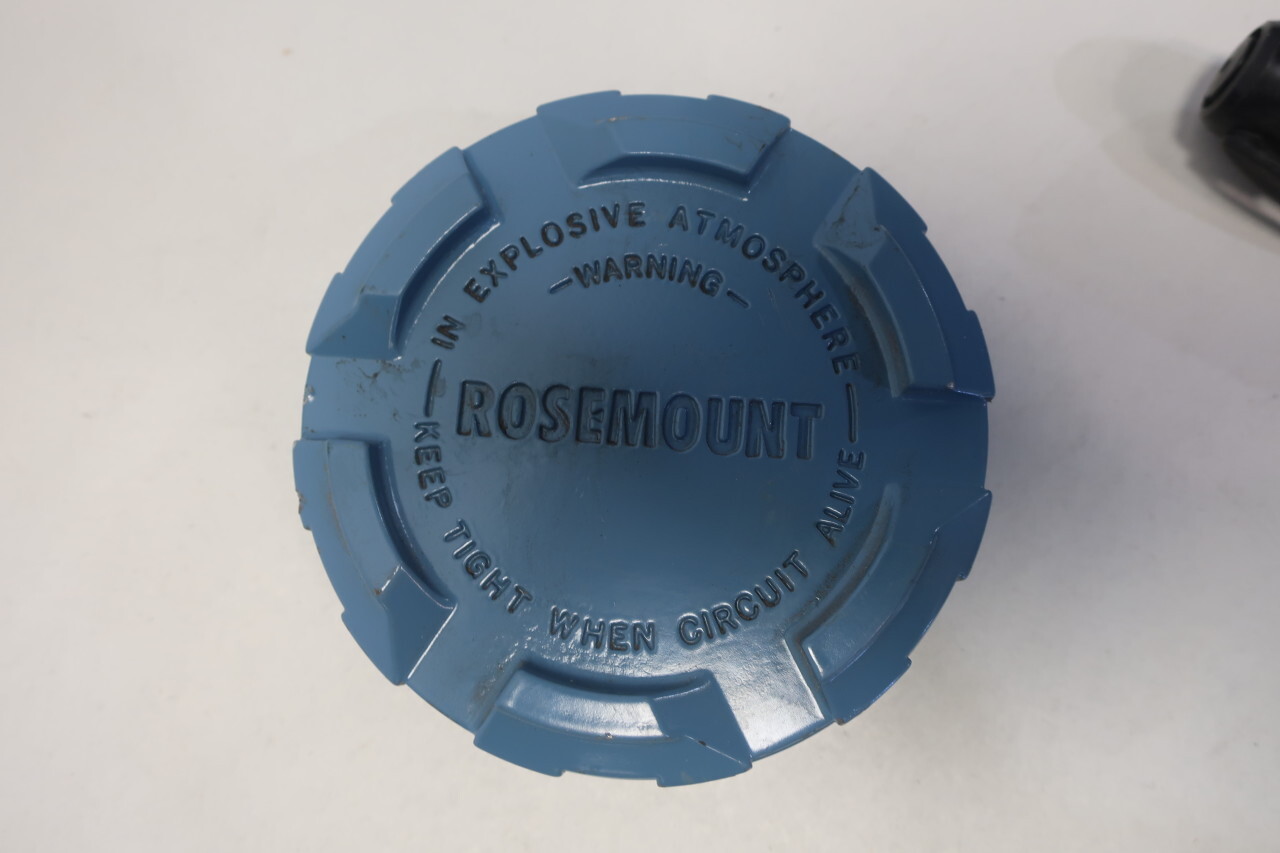 —WARNING—
—IN EXPLOSIVE ATMOSPHERE—
KEEP TIGHT WHEN CIRCUIT ALIVE
ROSEMOUNT